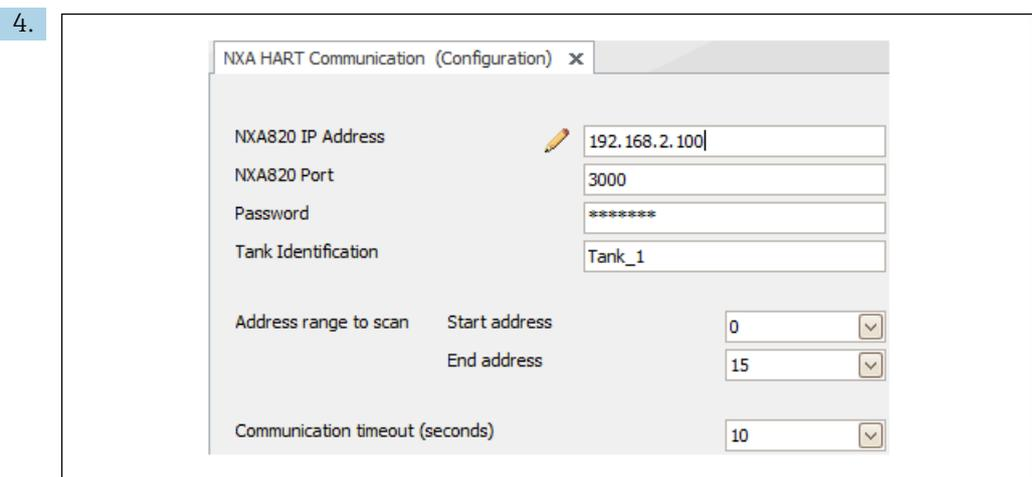 4.
NXA HART Communication (Configuration)
NXA820 IP Address 192.168.2.100
NXA820 Port 3000
Password *******
Tank Identification Tank_1
Address range to scan Start address 0
End address 15
Communication timeout (seconds) 10